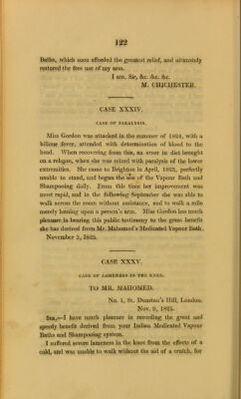 122
Baths, which soon afforded the greatest relief, and ultimately
restored the free use of my arm.
I am, Sir, &c. &c. &c.
M. CHICHESTER.
CASE XXXIV.
CASE OF PARALYSIS.
Miss Gordon was attacked in the summer of 1824, with a
bilious fever, attended with determination of blood to the
head. When recovering from this, an error in diet brought
on a relapse, when she was seized with paralysis of the lower
extremities. She came to Brighton in April, 1825, perfectly
unable to stand, and began the use of the Vapour Bath and
Shampooing daily. From this time her improvement was
most rapid, and in the following September she was able to
walk across the room without assistance, and to walk a mile
merely leaning upon a person's arm. Miss Gordon has much
pleasure in bearing this public testimony to the great benefit
she has derived from Mr. Mahomed's Medicated Vapour Bath.
November 3, 1825.
CASE XXXV.
CASE OF LAMENESS IN THE KNEE.
TO MR. MAHOMED.
No. 1, St. Dunstan's Hill, London.
Nov. 9, 1825.
Sir,—I have much pleasure in recording the great and
speedy benefit derived from your Indian Medicated Vapour
Baths and Shampooing system.
I suffered severe lameness in the knee from the effects of a
cold, and was unable to walk without the aid of a crutch, for